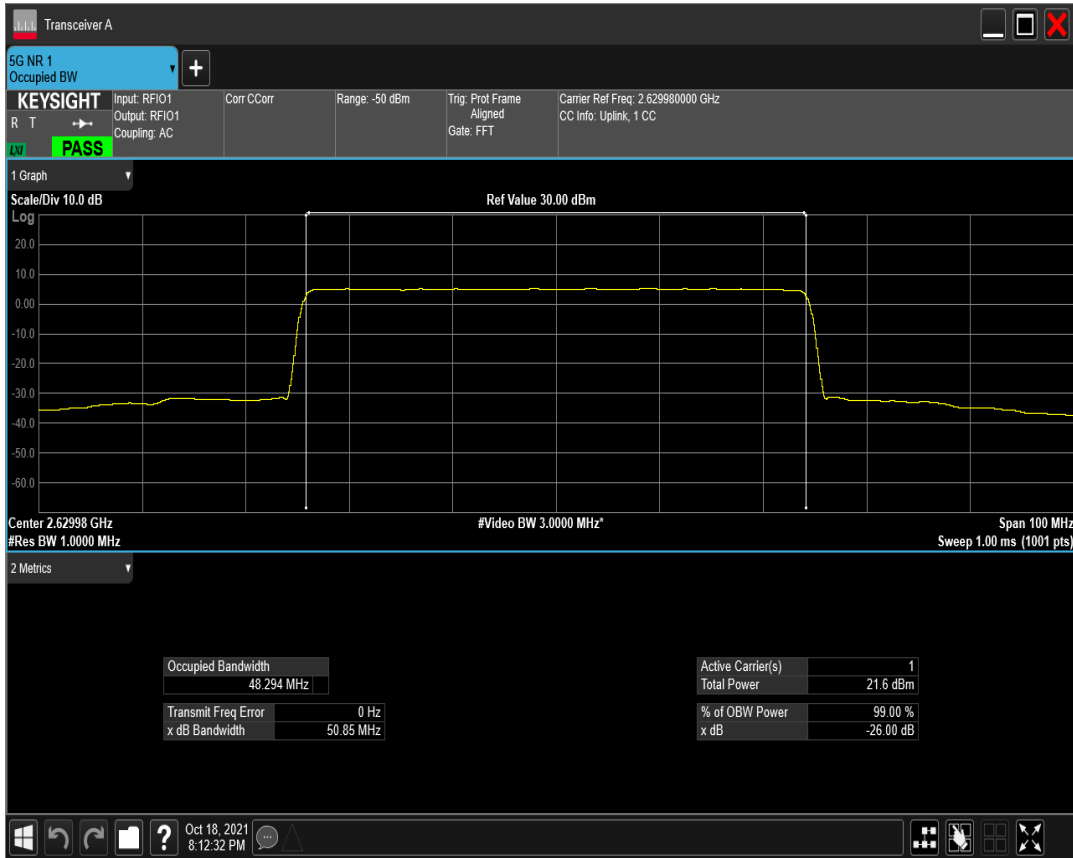 Transceiver A
5G NR 1
Occupied BW
+
KEYSIGHT
R T
LXI
PASS
Input: RFIO1
Output: RFIO1
Coupling: AC
Corr CCorr
Range: -50 dBm
Trig: Prot Frame
Aligned
Gate: FFT
Carrier Ref Freq: 2.629980000 GHz
CC Info: Uplink, 1 CC
1 Graph
Scale/Div 10.0 dB
Ref Value 30.00 dBm
Log
20.0
10.0
0.00
-10.0
-20.0
-30.0
-40.0
-50.0
-60.0
Center 2.62998 GHz
#Video BW 3.0000 MHz*
Span 100 MHz
#Res BW 1.0000 MHz
Sweep 1.00 ms (1001 pts)
2 Metrics
Occupied Bandwidth
48.294 MHz
Transmit Freq Error 0 Hz
x dB Bandwidth 50.85 MHz
Active Carrier(s) 1
Total Power 21.6 dBm
% of OBW Power 99.00 %
x dB -26.00 dB
?
Oct 18, 2021
8:12:32 PM